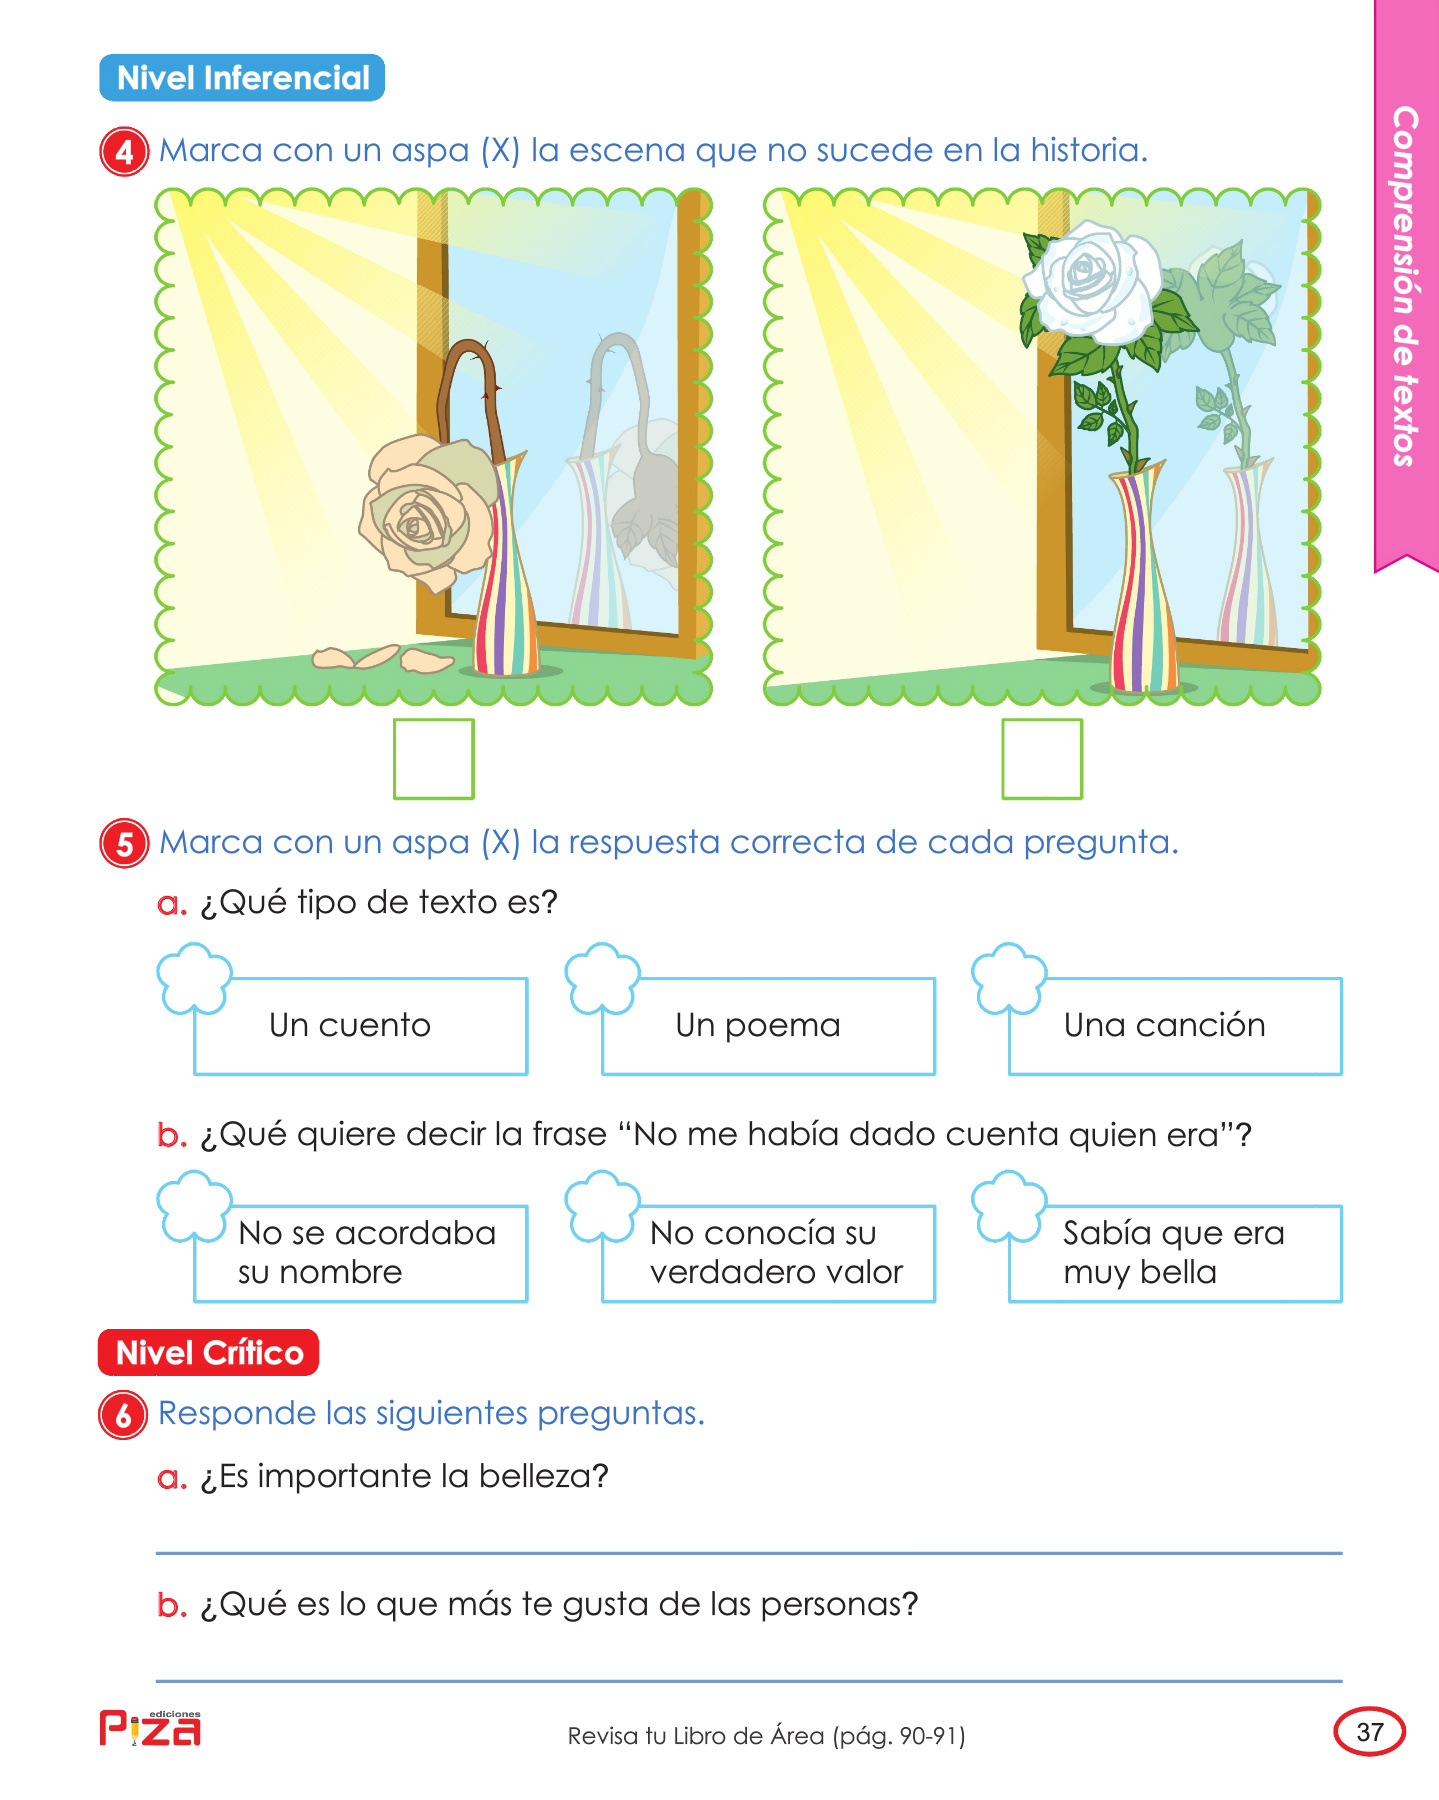 Nivel Inferencial
4 Marca con un aspa (X) la escena que no sucede en la historia.
Comprensión de textos
5 Marca con un aspa (X) la respuesta correcta de cada pregunta.
a. ¿Qué tipo de texto es?
Un cuento
Un poema
Una canción
b. ¿Qué quiere decir la frase “No me había dado cuenta quien era”?
No se acordaba
su nombre
No conocía su
verdadero valor
Sabía que era
muy bella
Nivel Crítico
6 Responde las siguientes preguntas.
a. ¿Es importante la belleza?
b. ¿Qué es lo que más te gusta de las personas?
ediciones
Piza
Revisa tu Libro de Área (pág. 90-91)
37